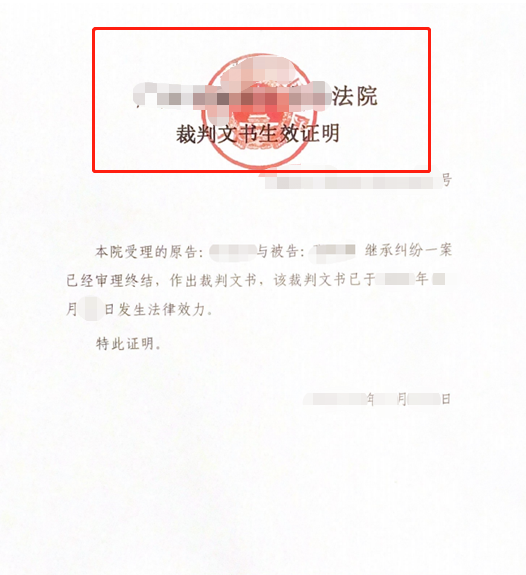 法院
裁判文书生效证明
号
本院受理的原告：与被告：继承纠纷一案
已经审理终结，作出裁判文书，该裁判文书已于年
月日发生法律效力。
特此证明。
年月日